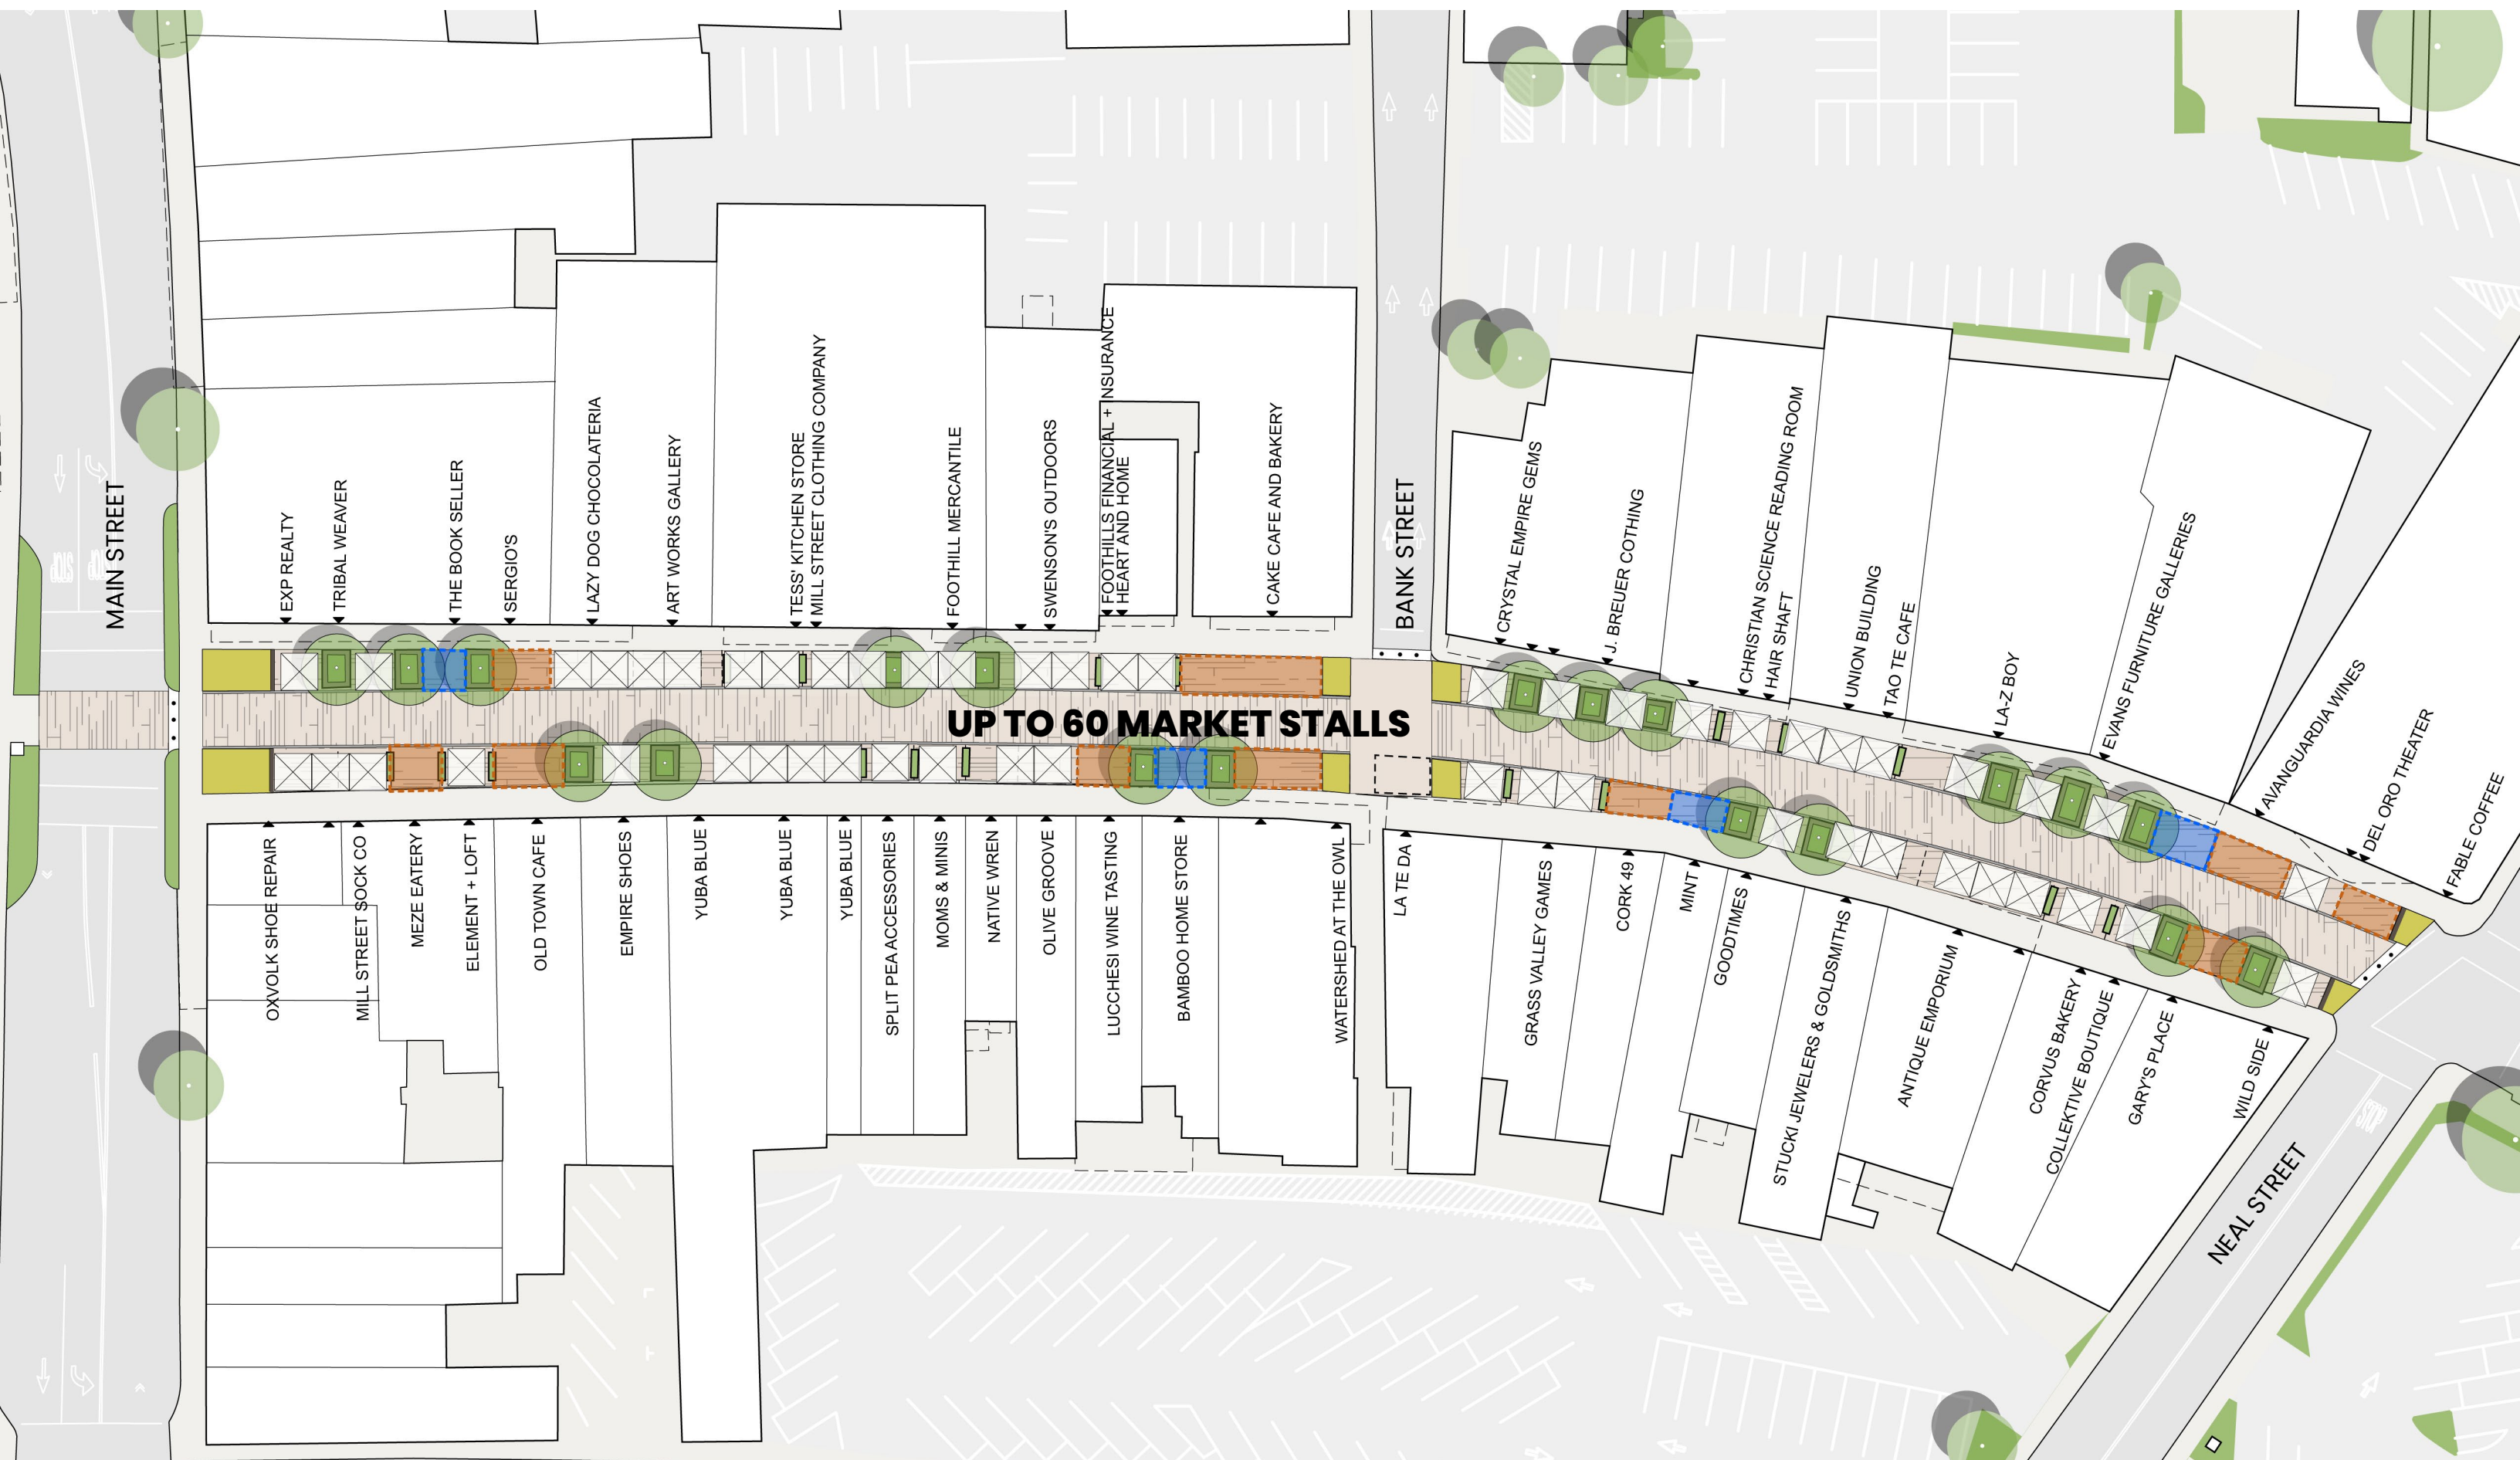 MAIN STREET
EXP REALTY
TRIBAL WEAVER
THE BOOK SELLER
SERGIO'S
LAZY DOG CHOCOLATERIA
ART WORKS GALLERY
TESS' KITCHEN STORE
MILL STREET CLOTHING COMPANY
FOOTHILL MERCANTILE
SWENSON'S OUTDOORS
FOOTHILLS FINANCIAL + INSURANCE
HEART AND HOME
CAKE CAFE AND BAKERY
BANK STREET
CRYSTAL EMPIRE GEMS
J. BREUER COTHING
CHRISTIAN SCIENCE READING ROOM
HAIR SHAFT
UNION BUILDING
TAO TE CAFE
LA-Z BOY
EVANS FURNITURE GALLERIES
AVANGUARDIA WINES
DEL ORO THEATER
FABLE COFFEE
UP TO 60 MARKET STALLS
OXVOLK SHOE REPAIR
MILL STREET SOCK CO
MEZE EATERY
ELEMENT + LOFT
OLD TOWN CAFE
EMPIRE SHOES
YUBA BLUE
YUBA BLUE
YUBA BLUE
SPLIT PEA ACCESSORIES
MOMS & MINIS
NATIVE WREN
OLIVE GROOVE
LUCCHESI WINE TASTING
BAMBOO HOME STORE
WATERSHED AT THE OWL
LA TE DA
GRASS VALLEY GAMES
CORK 49
MINT
GOODTIMES
STUCKI JEWELERS & GOLDSMITHS
ANTIQUE EMPORIUM
CORVUS BAKERY
COLLEKTIVE BOUTIQUE
GARY'S PLACE
WILD SIDE
NEAL STREET
STOP
STOP
STOP